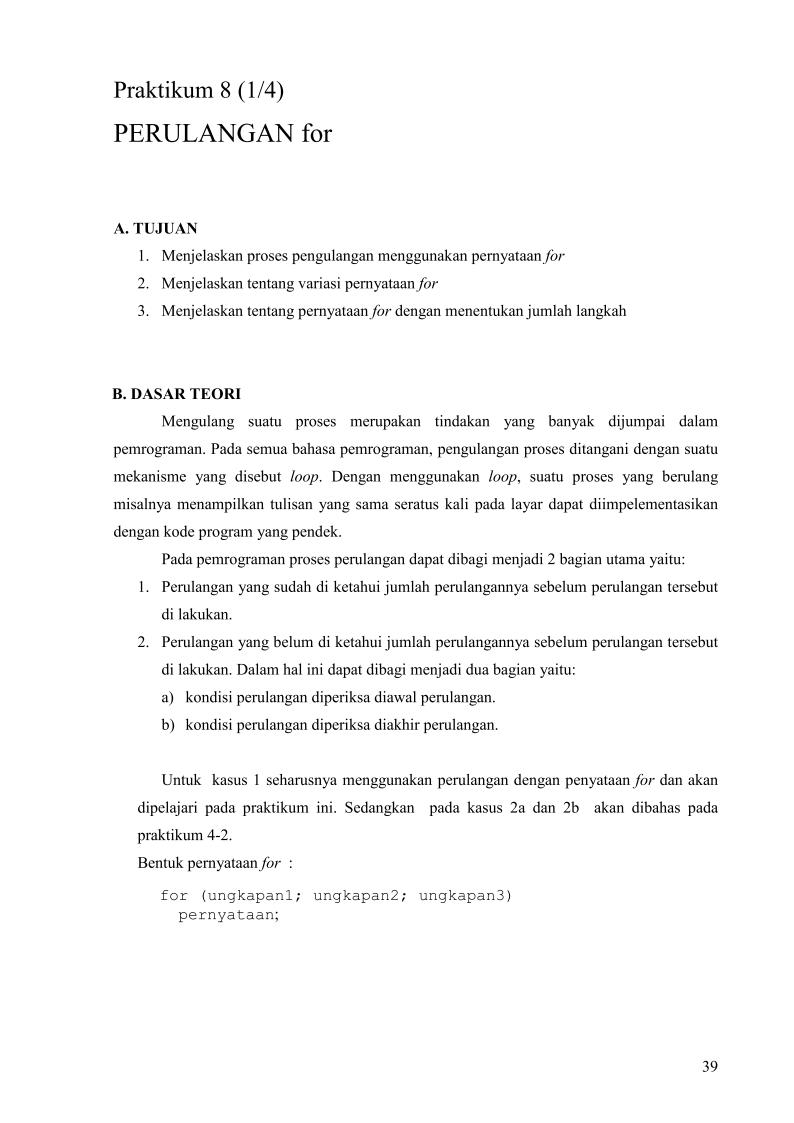 Praktikum 8 (1/4)
PERULANGAN for
A. TUJUAN
1. Menjelaskan proses pengulangan menggunakan pernyataan for
2. Menjelaskan tentang variasi pernyataan for
3. Menjelaskan tentang pernyataan for dengan menentukan jumlah langkah
B. DASAR TEORI
Mengulang suatu proses merupakan tindakan yang banyak dijumpai dalam
pemrograman. Pada semua bahasa pemrograman, pengulangan proses ditangani dengan suatu
mekanisme yang disebut loop. Dengan menggunakan loop, suatu proses yang berulang
misalnya menampilkan tulisan yang sama seratus kali pada layar dapat diimpelementasikan
dengan kode program yang pendek.
Pada pemrograman proses perulangan dapat dibagi menjadi 2 bagian utama yaitu:
1. Perulangan yang sudah di ketahui jumlah perulangannya sebelum perulangan tersebut
di lakukan.
2. Perulangan yang belum di ketahui jumlah perulangannya sebelum perulangan tersebut
di lakukan. Dalam hal ini dapat dibagi menjadi dua bagian yaitu:
a) kondisi perulangan diperiksa diawal perulangan.
b) kondisi perulangan diperiksa diakhir perulangan.
Untuk kasus 1 seharusnya menggunakan perulangan dengan penyataan for dan akan
dipelajari pada praktikum ini. Sedangkan pada kasus 2a dan 2b akan dibahas pada
praktikum 4-2.
Bentuk pernyataan for :
for (ungkapan1; ungkapan2; ungkapan3)
pernyataan;
39